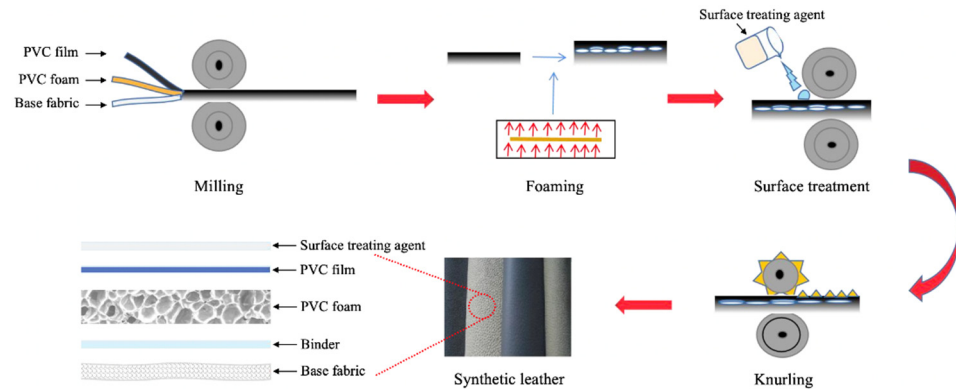 Surface treating agent
PVC film
PVC foam
Base fabric
Milling
Foaming
Surface treatment
Surface treating agent
PVC film
PVC foam
Binder
Base fabric
Synthetic leather
Knurling